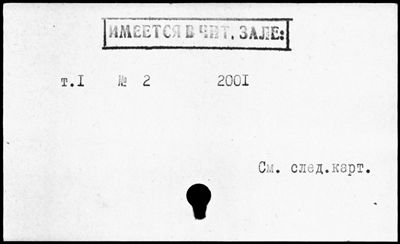 ИМЕЕТСЯ В ЧИТ. ЗАЛЕ:
т.I № 2 200I
См. след.карт.